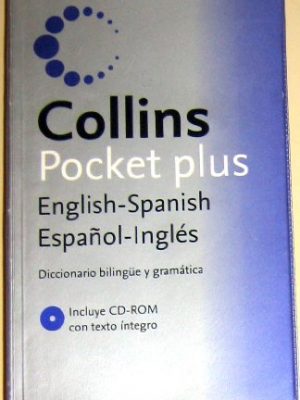 Collins
Pocket plus
English-Spanish
Español-Inglés
Diccionario bilingüe y gramática
Incluye CD-ROM
con texto íntegro